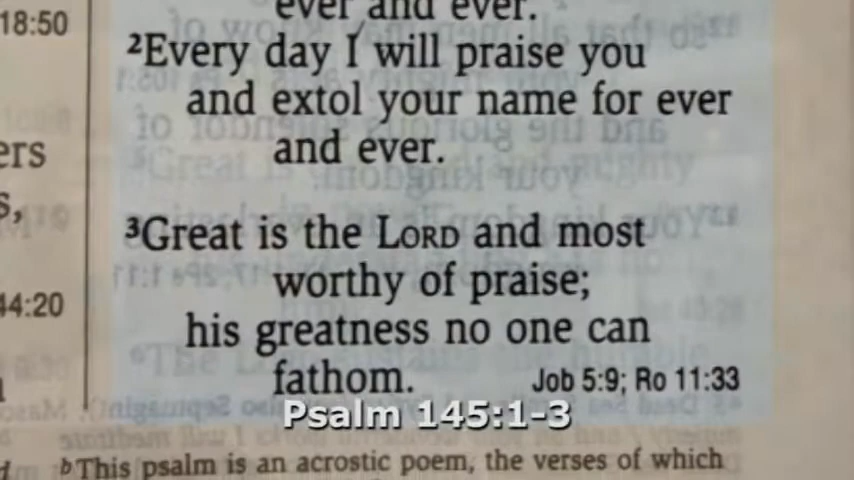 18:50
ever and ever.
²Every day I will praise you
and extol your name for ever
and ever.
ers
s,
³Great is the LORD and most
worthy of praise;
44:20
his greatness no one can
fathom. Job 5:9; Ro 11:33
Psalm 145:1-3
ᵇThis psalm is an acrostic poem, the verses of which